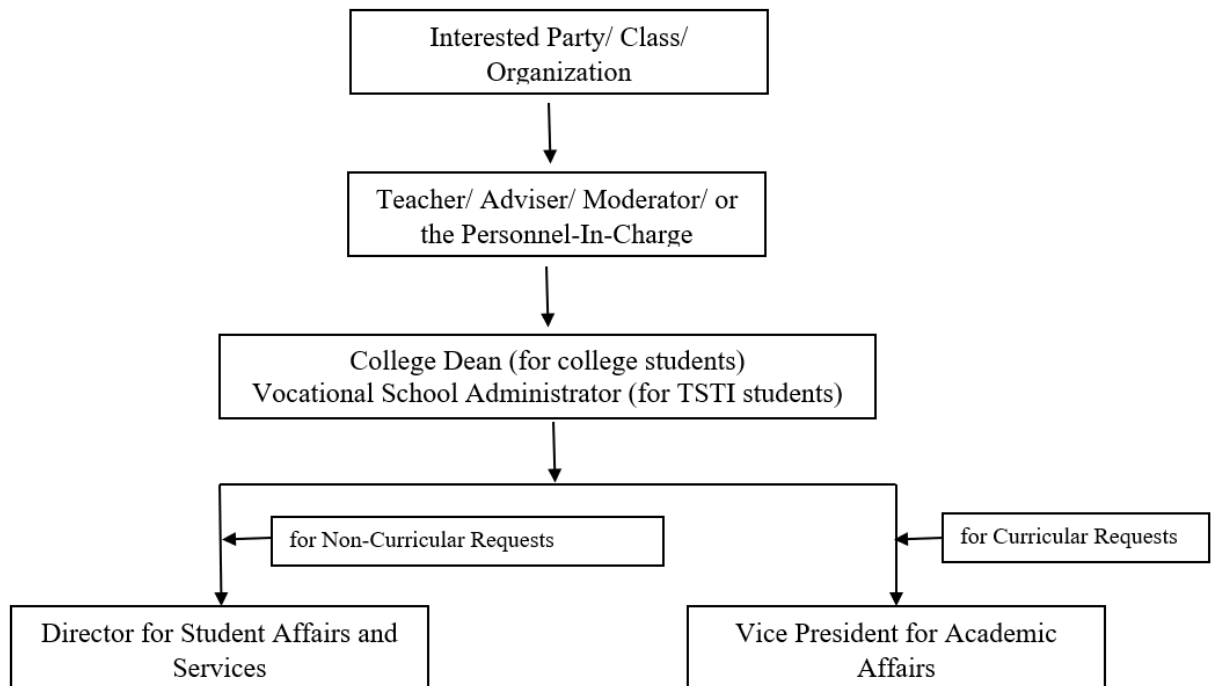 Interested Party/ Class/
Organization
Teacher/ Adviser/ Moderator/ or
the Personnel-In-Charge
College Dean (for college students)
Vocational School Administrator (for TSTI students)
for Non-Curricular Requests
for Curricular Requests
Director for Student Affairs and
Services
Vice President for Academic
Affairs